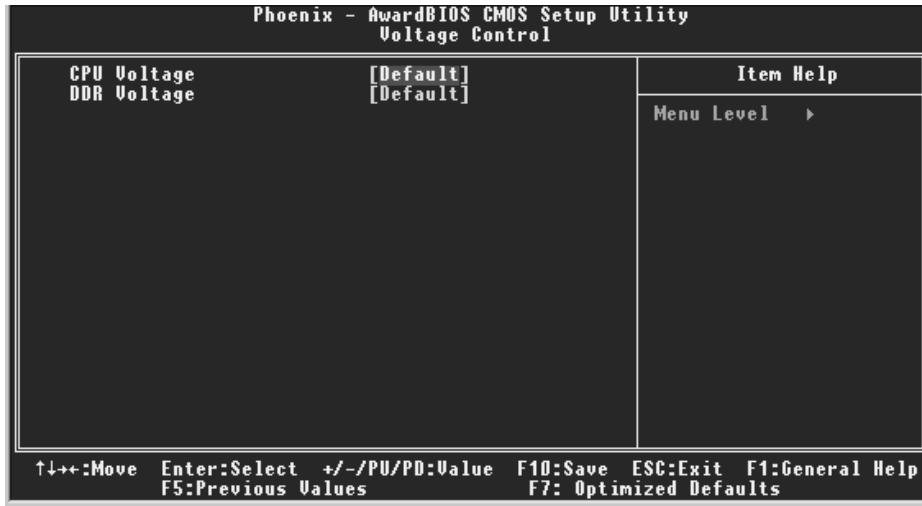 Phoenix - AwardBIOS CMOS Setup Utility
Voltage Control
CPU Voltage [Default]
DDR Voltage [Default]
Item Help
Menu Level ▸
↑↓→←:Move Enter:Select +/-/PU/PD:Value F10:Save ESC:Exit F1:General Help
F5:Previous Values F7: Optimized Defaults